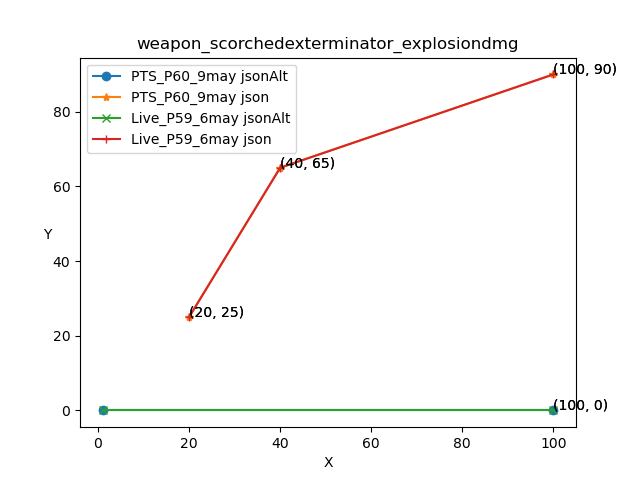 weapon_scorchedexterminator_explosiondmg
PTS_P60_9may jsonAlt
PTS_P60_9may json
Live_P59_6may jsonAlt
Live_P59_6may json
(100, 90)
(40, 65)
(20, 25)
(100, 0)
Y
80
60
40
20
0
0 20 40 60 80 100
X